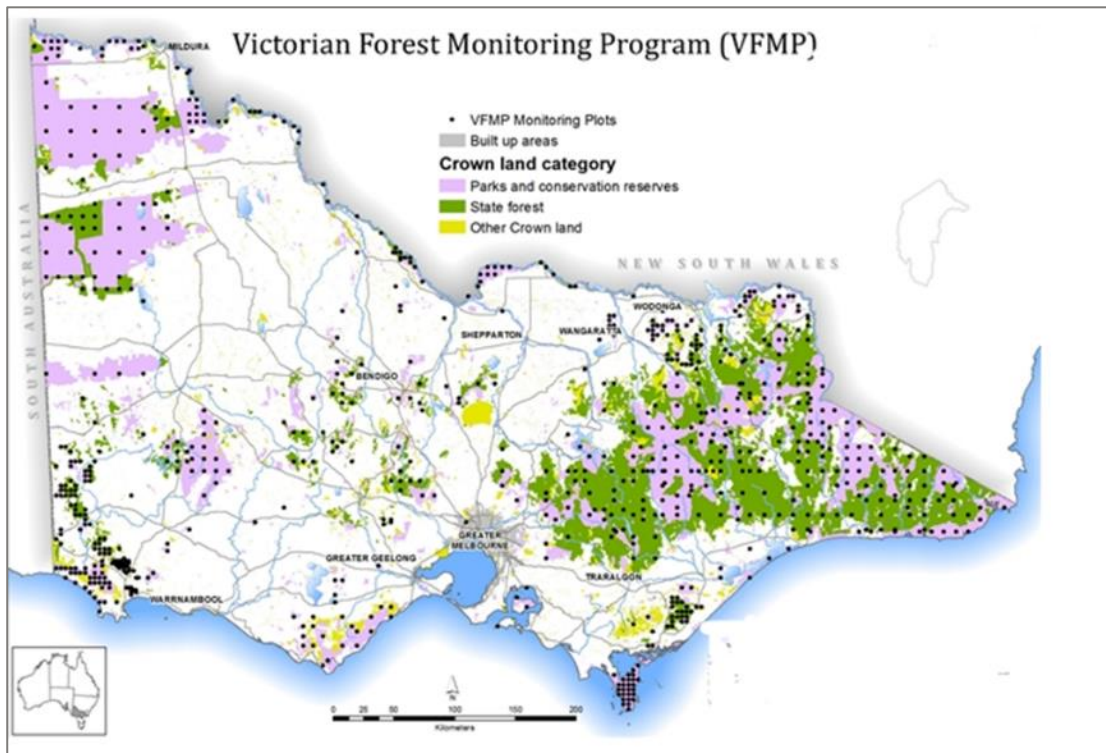 Victorian Forest Monitoring Program (VFMP)
MILDURA
VFMP Monitoring Plots
Built up areas
Crown land category
Parks and conservation reserves
State forest
Other Crown land
SOUTH AUSTRALIA
NEW SOUTH WALES
WODONGA
SHEPPARTON
WANGARATTA
BENDIGO
GREATER
MELBOURNE
GREATER GEELONG
TRARALGON
WARRNAMBOOL
N
0 25 50 100 150 200
Kilometers